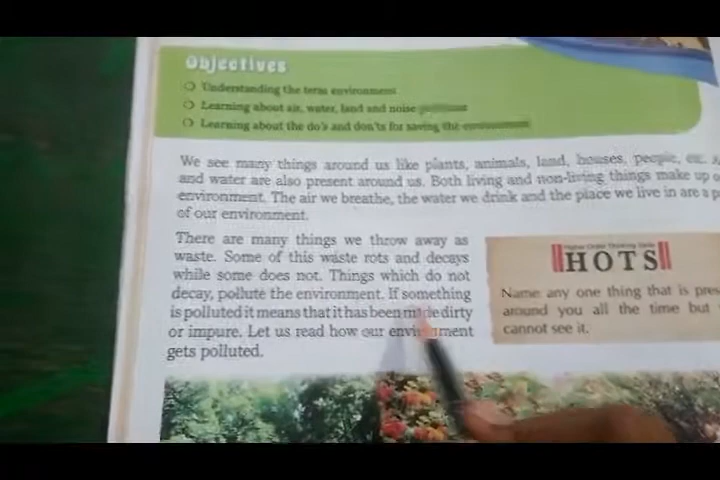 Objectives
Understanding the term environment
Learning about air, water, land and noise pollution
Learning about the do's and don'ts for saving the environment
We see many things around us like plants, animals, land, houses, people, etc.
and water are also present around us. Both living and non-living things make up
environment. The air we breathe, the water we drink and the place we live in are a
of our environment.
There are many things we throw away as
waste. Some of this waste rots and decays
while some does not. Things which do not
decay, pollute the environment. If something
is polluted it means that it has been made dirty
or impure. Let us read how our environment
gets polluted.
Higher Order Thinking Skills
HOTS
Name any one thing that is
around you all the time but
cannot see it.